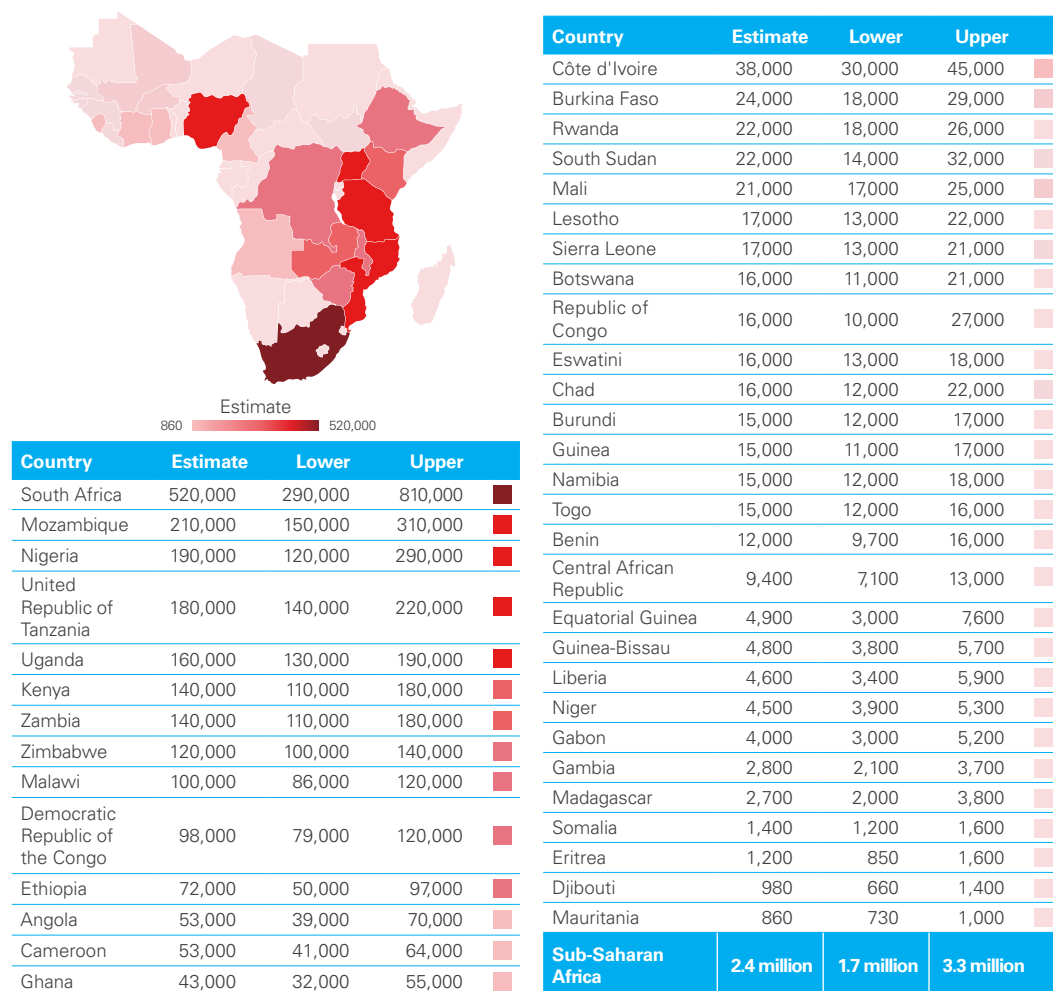 Estimate
860 520,000
Country Estimate Lower Upper
South Africa 520,000 290,000 810,000
Mozambique 210,000 150,000 310,000
Nigeria 190,000 120,000 290,000
United
Republic of
Tanzania
180,000 140,000 220,000
Uganda 160,000 130,000 190,000
Kenya 140,000 110,000 180,000
Zambia 140,000 110,000 180,000
Zimbabwe 120,000 100,000 140,000
Malawi 100,000 86,000 120,000
Democratic
Republic of
the Congo
98,000 79,000 120,000
Ethiopia 72,000 50,000 97,000
Angola 53,000 39,000 70,000
Cameroon 53,000 41,000 64,000
Ghana 43,000 32,000 55,000
Country Estimate Lower Upper
Côte d'Ivoire 38,000 30,000 45,000
Burkina Faso 24,000 18,000 29,000
Rwanda 22,000 18,000 26,000
South Sudan 22,000 14,000 32,000
Mali 21,000 17,000 25,000
Lesotho 17,000 13,000 22,000
Sierra Leone 17,000 13,000 21,000
Botswana 16,000 11,000 21,000
Republic of
Congo
16,000 10,000 27,000
Eswatini 16,000 13,000 18,000
Chad 16,000 12,000 22,000
Burundi 15,000 12,000 17,000
Guinea 15,000 11,000 17,000
Namibia 15,000 12,000 18,000
Togo 15,000 12,000 16,000
Benin 12,000 9,700 16,000
Central African
Republic
9,400 7,100 13,000
Equatorial Guinea 4,900 3,000 7,600
Guinea-Bissau 4,800 3,800 5,700
Liberia 4,600 3,400 5,900
Niger 4,500 3,900 5,300
Gabon 4,000 3,000 5,200
Gambia 2,800 2,100 3,700
Madagascar 2,700 2,000 3,800
Somalia 1,400 1,200 1,600
Eritrea 1,200 850 1,600
Djibouti 980 660 1,400
Mauritania 860 730 1,000
Sub-Saharan
Africa
2.4 million 1.7 million 3.3 million